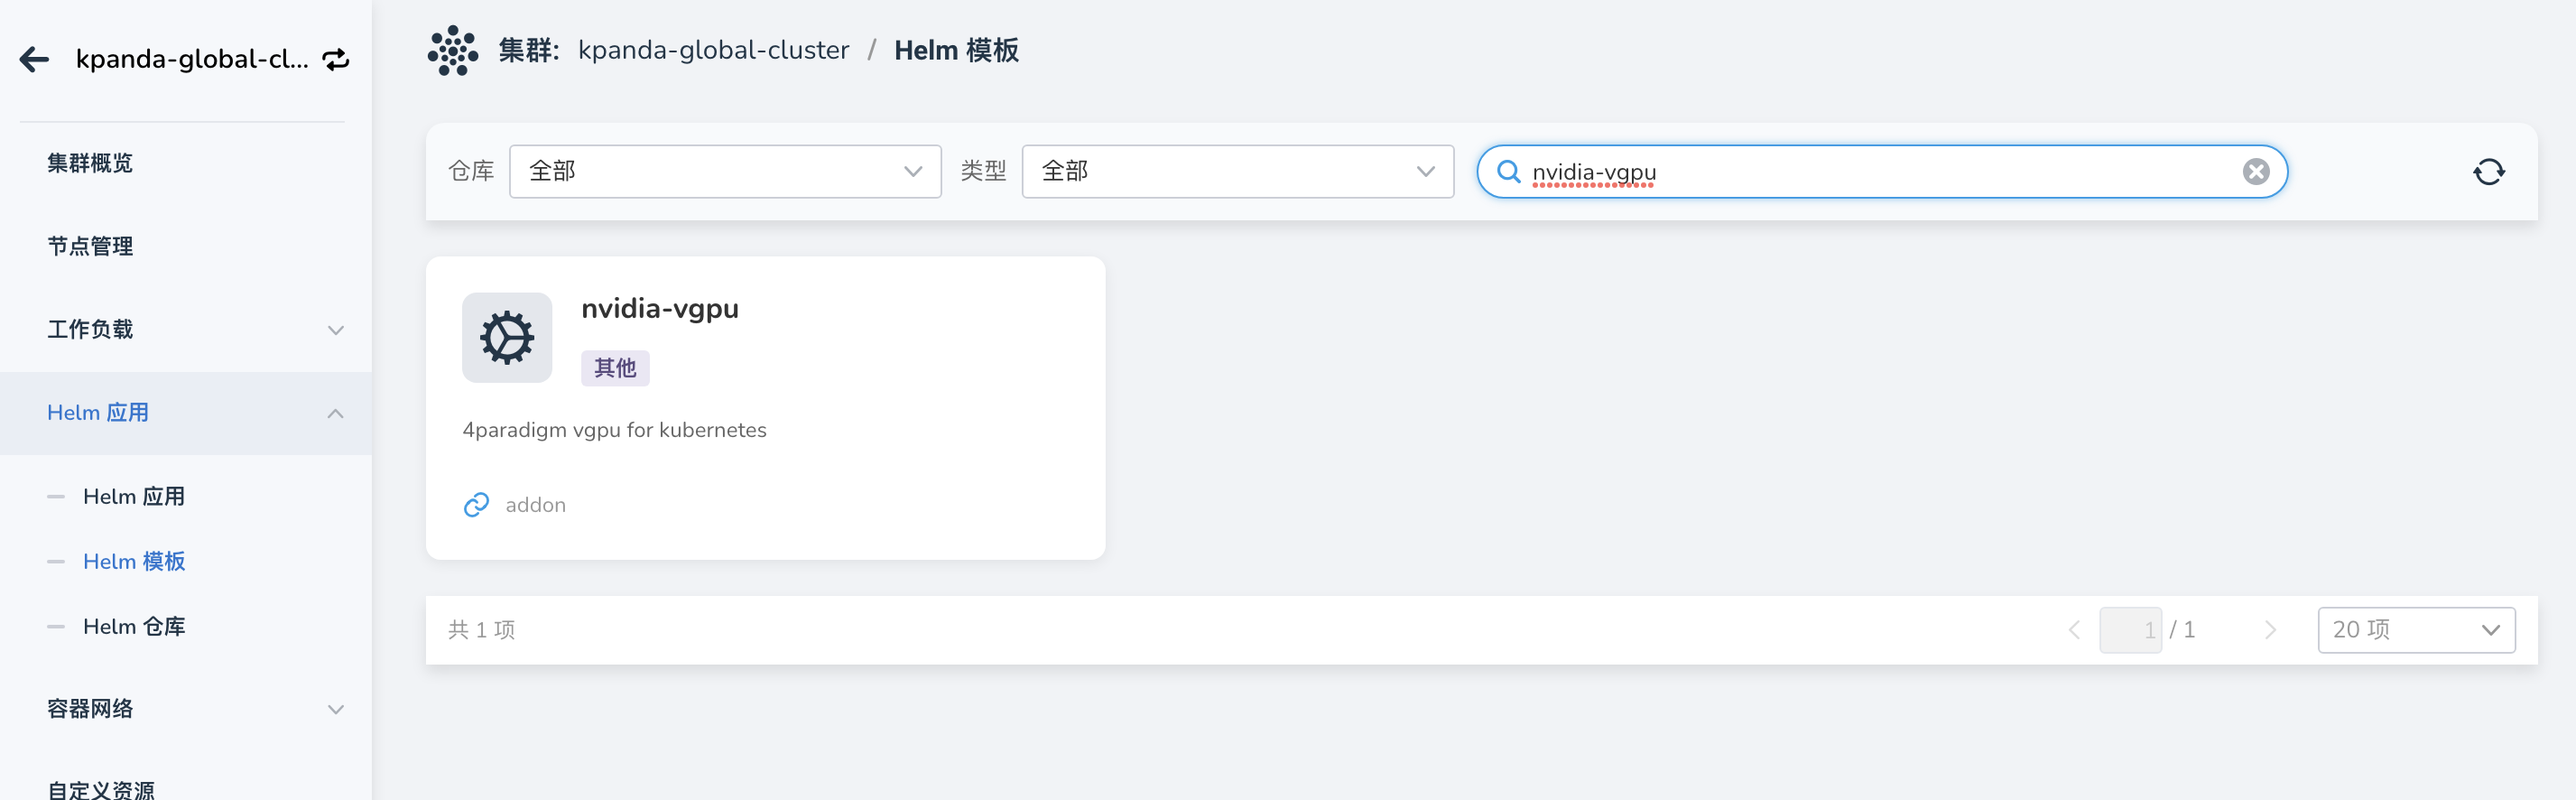 kpanda-global-cl...
集群概览
节点管理
工作负载
Helm 应用
Helm 应用
Helm 模板
Helm 仓库
容器网络
自定义资源
集群: kpanda-global-cluster / Helm 模板
仓库 全部 类型 全部 nvidia-vgpu
nvidia-vgpu
其他
4paradigm vgpu for kubernetes
addon
共 1 项 1 / 1 20 项